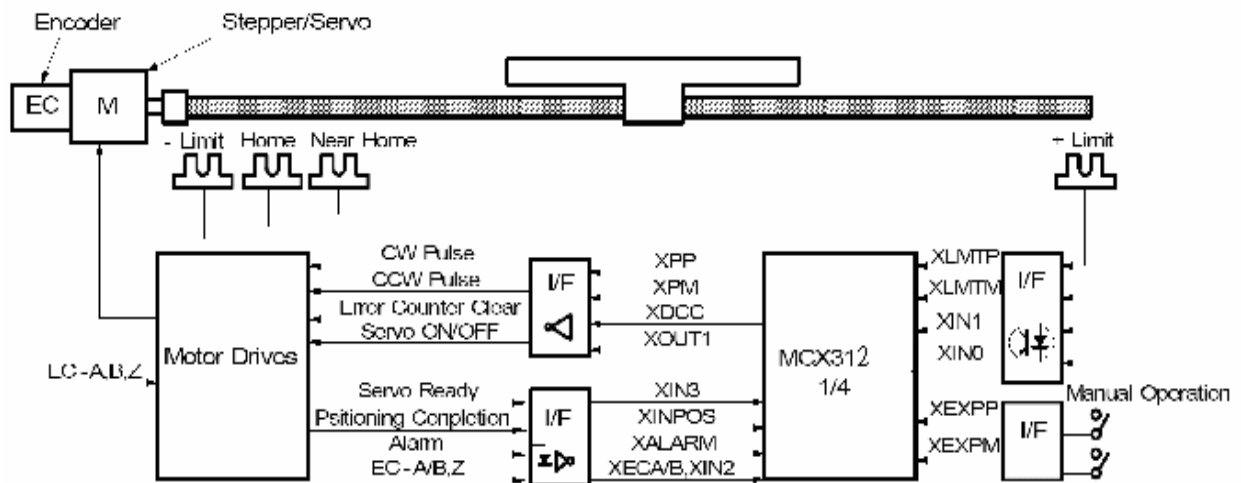 Encoder
Stepper/Servo
EC
M
- Limit
Home
Near Home
+ Limit
CW Pulse
CCW Pulse
Error Counter Clear
Servo ON/OFF
I/F
XPP
XPM
XDCC
XOUT1
XLMTP
XLMTM
XIN1
XIN0
I/F
Motor Drives
MCX312
1/4
EC-A,B,Z
Servo Ready
Psitioning Conpletion
Alarm
EC-A/B,Z
I/F
XIN3
XINPOS
XALARM
XECA/B,XIN2
XEXPP
XEXPM
I/F
Manual Operation